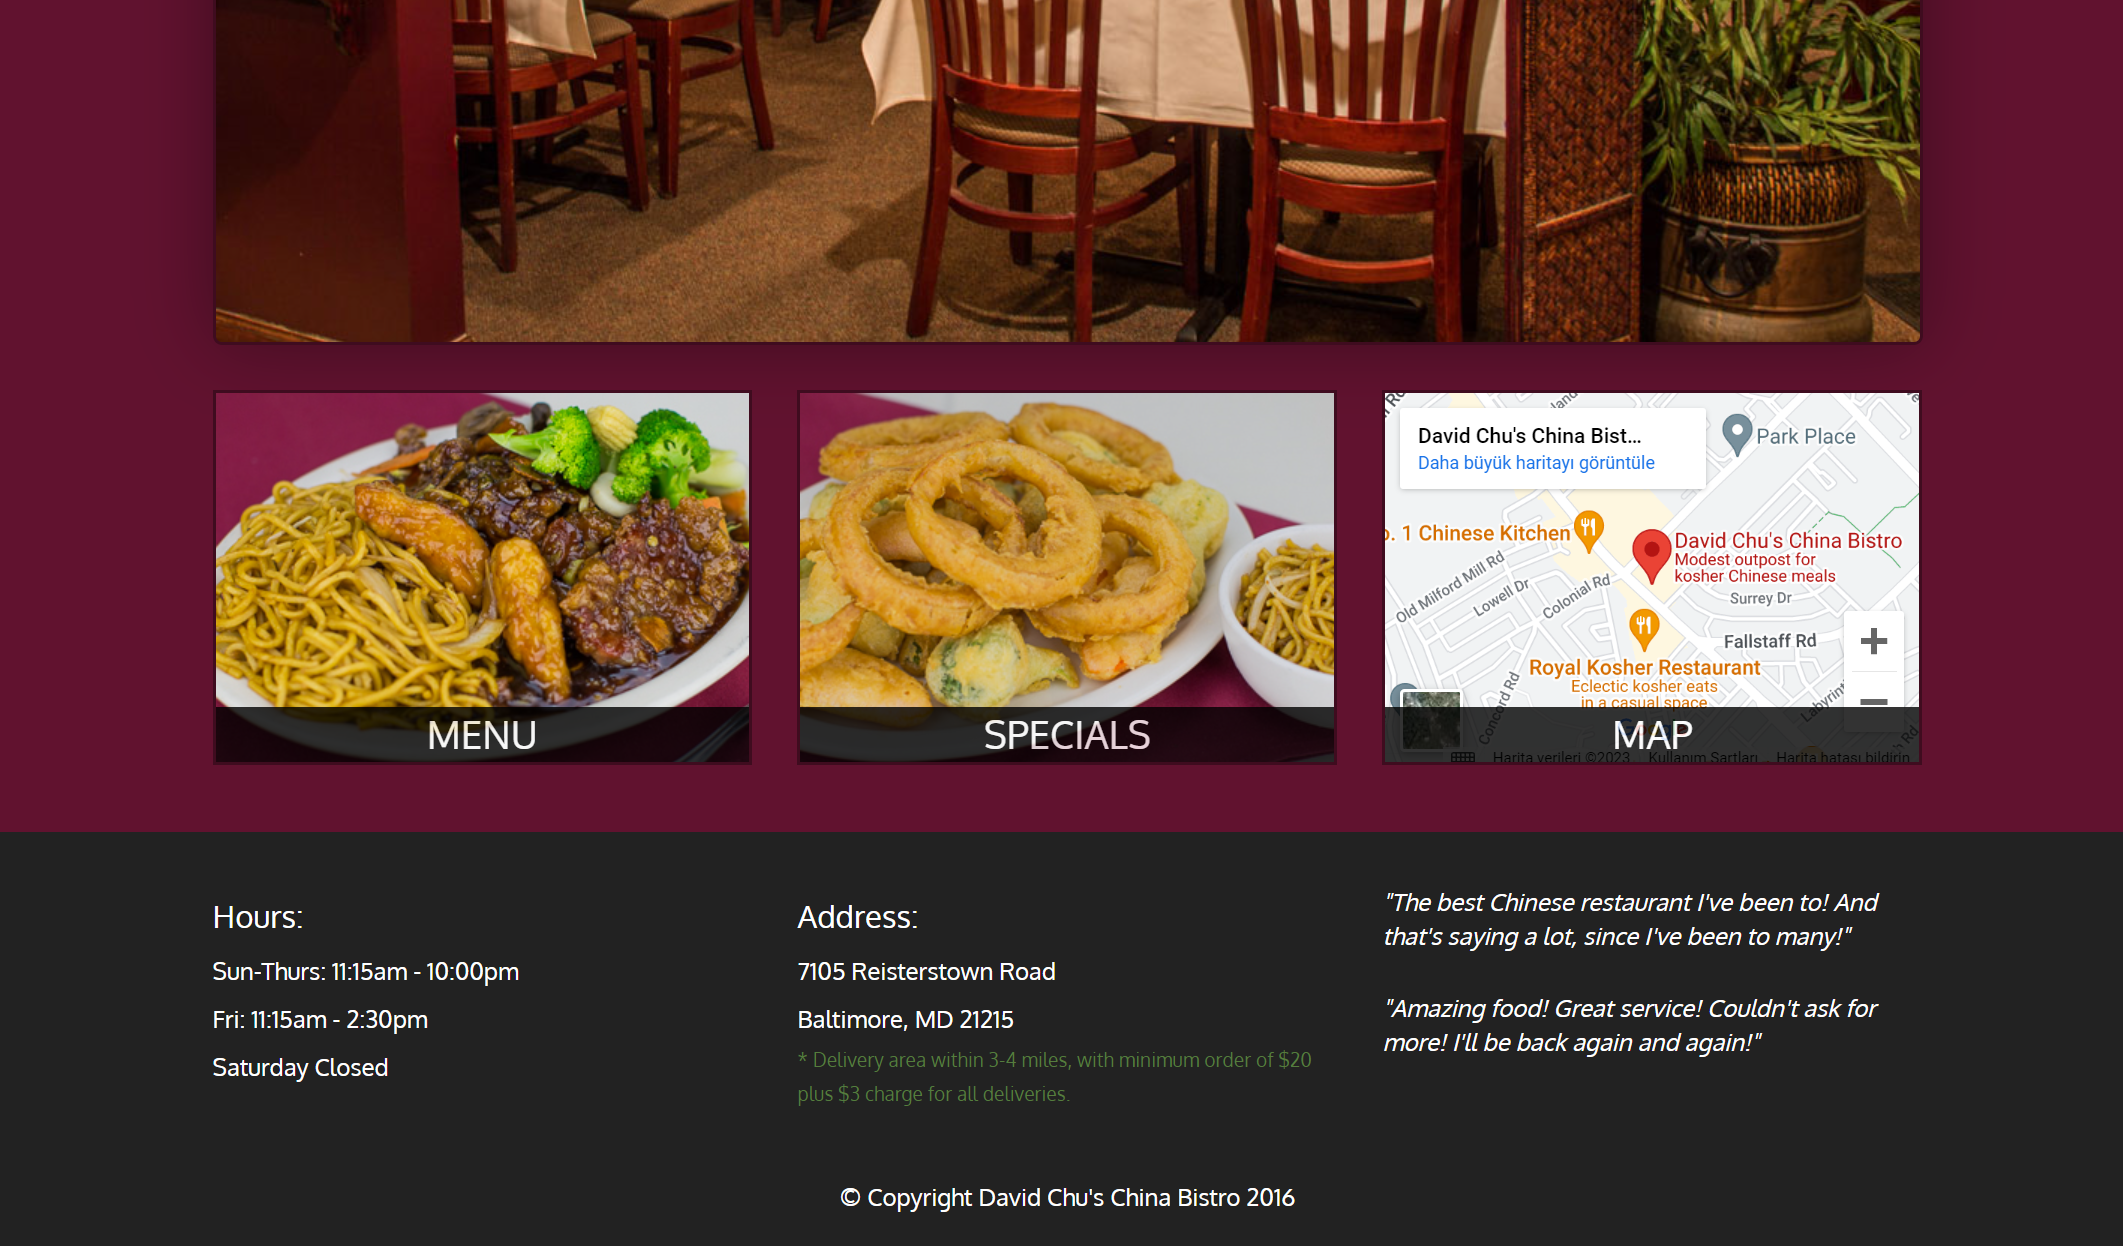 David Chu's China Bist...
Daha büyük haritayı görüntüle
Park Place
. 1 Chinese Kitchen
David Chu's China Bistro
Modest outpost for
kosher Chinese meals
Old Milford Mill Rd
Lowell Dr
Colonial Rd
Surrey Dr
Fallstaff Rd
Royal Kosher Restaurant
Eclectic kosher eats
in a casual space
Concord Rd
MENU
SPECIALS
MAP
Harita verileri ©2023 Kullanım Şartları Harita hatası bildirin
Hours:
Sun-Thurs: 11:15am - 10:00pm
Fri: 11:15am - 2:30pm
Saturday Closed
Address:
7105 Reisterstown Road
Baltimore, MD 21215
* Delivery area within 3-4 miles, with minimum order of $20
plus $3 charge for all deliveries.
"The best Chinese restaurant I've been to! And
that's saying a lot, since I've been to many!"
"Amazing food! Great service! Couldn't ask for
more! I'll be back again and again!"
© Copyright David Chu's China Bistro 2016